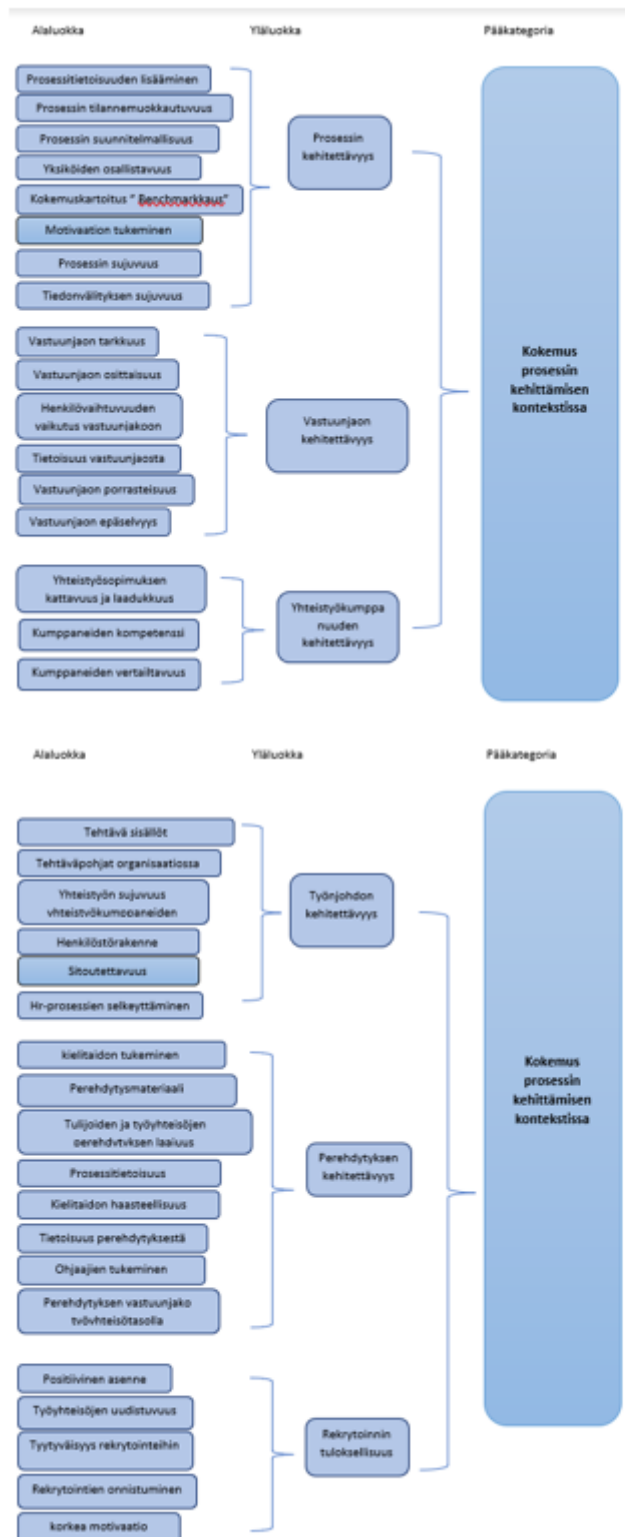 Alaluokka
Yläluokka
Pääkategoria
Prosessitietoisuuden lisääminen
Prosessin tilannemuokkautuvuus
Prosessin suunnitelmallisuus
Yksiköiden osallistavuus
Kokemuskartoitus " Benchmarkkaus"
Motivaation tukeminen
Prosessin sujuvuus
Tiedonvälityksen sujuvuus
Prosessin
kehitettävyys
Vastuunjaon tarkkuus
Vastuunjaon osittaisuus
Henkilövaihtuvuuden
vaikutus vastuunjakoon
Tietoisuus vastuunjaosta
Vastuunjaon porrasteisuus
Vastuunjaon epäselvyys
Vastuunjaon
kehitettävyys
Yhteistyösopimuksen
kattavuus ja laadukkuus
Kumppaneiden kompetenssi
Kumppaneiden vertailtavuus
Yhteistyökumppa
nuuden
kehitettävyys
Kokemus
prosessin
kehittämisen
kontekstissa
Alaluokka
Yläluokka
Pääkategoria
Tehtävä sisällöt
Tehtäväpohjat organisaatiossa
Yhteistyön sujuvuus
yhteistyökumppaneiden
Henkilöstörakenne
Sitoutettavuus
Hr-prosessien selkeyttäminen
Työnjohdon
kehitettävyys
kielitaidon tukeminen
Perehdytysmateriaali
Tulijoiden ja työyhteisöjen
perehdytyksen laajuus
Prosessitietoisuus
Kielitaidon haasteellisuus
Tietoisuus perehdytyksestä
Ohjaajien tukeminen
Perehdytyksen vastuunjako
työyhteisötasolla
Perehdytyksen
kehitettävyys
Positiivinen asenne
Työyhteisöjen uudistuvuus
Tyytyväisyys rekrytointeihin
Rekrytointien onnistuminen
korkea motivaatio
Rekrytoinnin
tuloksellisuus
Kokemus
prosessin
kehittämisen
kontekstissa